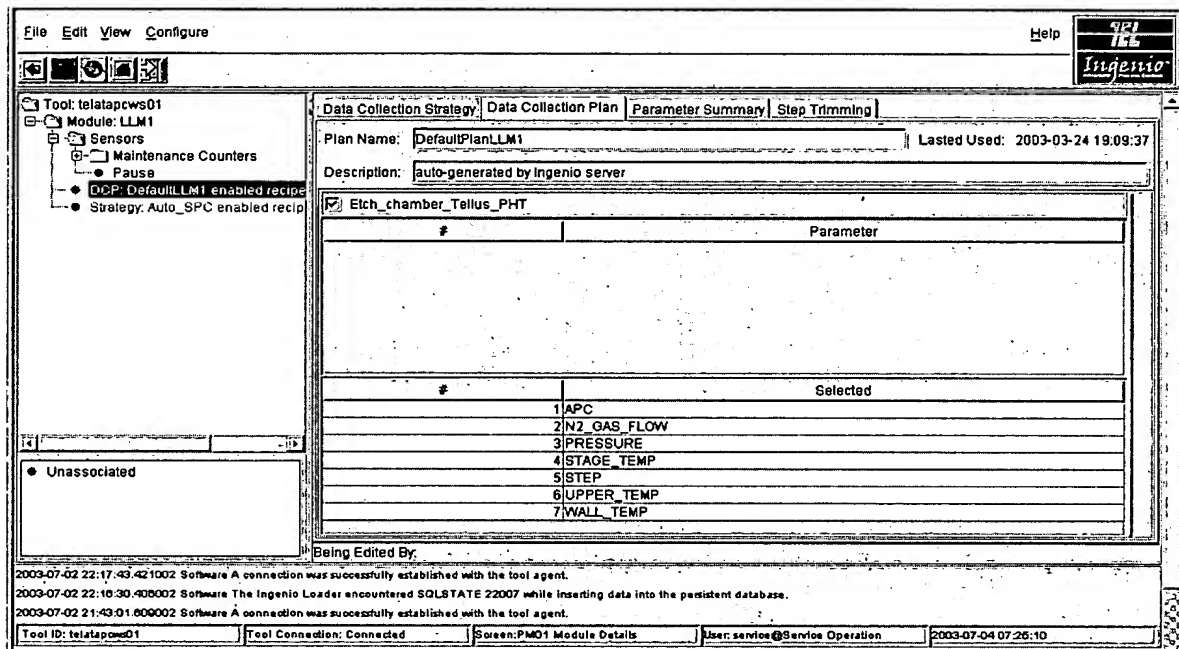 File Edit View Configure Help
TEL
Ingenio
Tool: telatapcws01
Module: LLM1
Sensors
Maintenance Counters
Pause
DCP: DefaultLLM1 enabled recipe
Strategy: Auto_SPC enabled recip
Unassociated
Data Collection Strategy Data Collection Plan Parameter Summary Step Trimming
Plan Name: DefaultPlanLLM1 Lasted Used: 2003-03-24 19:09:37
Description: auto-generated by Ingenio server
Etch_chamber_Tellus_PHT
# Parameter
# Selected
1 APC
2 N2_GAS_FLOW
3 PRESSURE
4 STAGE_TEMP
5 STEP
6 UPPER_TEMP
7 WALL_TEMP
Being Edited By:
2003-07-02 22:17:43.421002 Software A connection was successfully established with the tool agent.
2003-07-02 22:16:30.406002 Software The Ingenio Loader encountered SQLSTATE 22007 while inserting data into the persistent database.
2003-07-02 21:43:01.609002 Software A connection was successfully established with the tool agent.
Tool ID: telatapcws01 Tool Connection: Connected Screen:PM01 Module Details User: service@Service Operation 2003-07-04 07:26:10